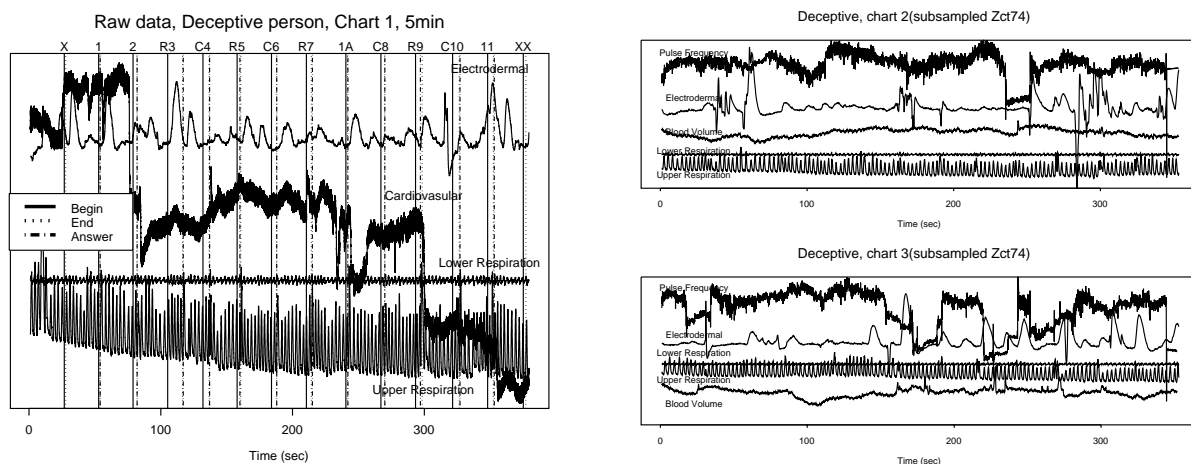 Raw data, Deceptive person, Chart 1, 5min
X 1 2 R3 C4 R5 C6 R7 1A C8 R9 C10 11 XX
Electrodermal
Cardiovasular
Begin
End
Answer
Lower Respiration
Upper Respiration
0 100 200 300
Time (sec)
Deceptive, chart 2(subsampled Zct74)
Pulse Frequency
Electrodermal
Blood Volume
Lower Respiration
Upper Respiration
0 100 200 300
Time (sec)
Deceptive, chart 3(subsampled Zct74)
Pulse Frequency
Electrodermal
Lower Respiration
Upper Respiration
Blood Volume
0 100 200 300
Time (sec)